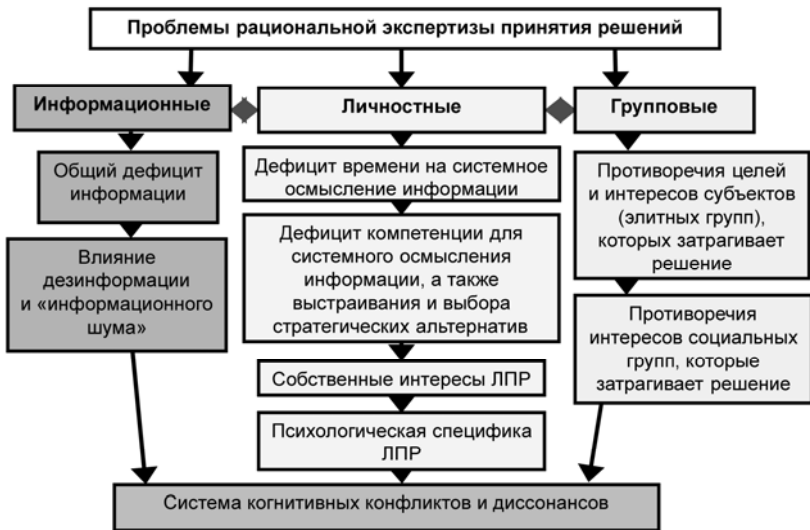 Проблемы рациональной экспертизы принятия решений
Информационные
Личностные
Групповые
Общий дефицит
информации
Влияние
дезинформации
и «информационного
шума»
Дефицит времени на системное
осмысление информации
Дефицит компетенции для
системного осмысления
информации, а также
выстраивания и выбора
стратегических альтернатив
Собственные интересы ЛПР
Психологическая специфика
ЛПР
Противоречия целей
и интересов субъектов
(элитных групп),
которых затрагивает
решение
Противоречия
интересов социальных
групп, которые
затрагивает решение
Система когнитивных конфликтов и диссонансов